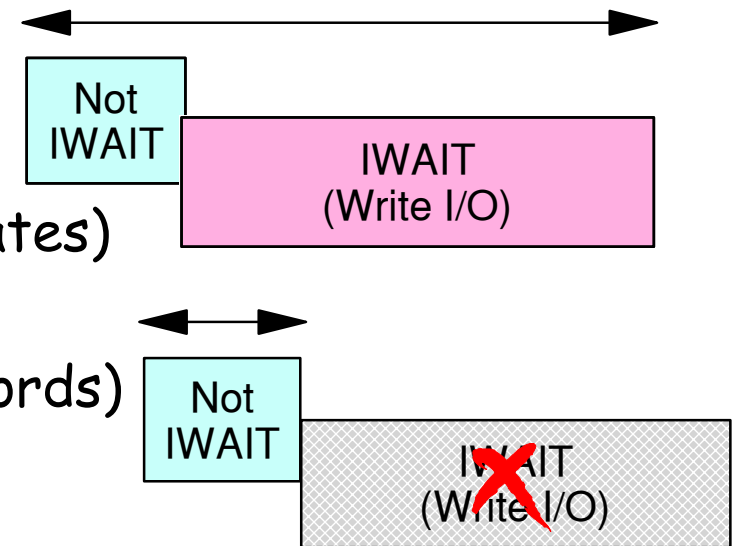 Not
IWAIT
IWAIT
(Write I/O)
ates)
ords)
Not
IWAIT
IWAIT
(Write I/O)